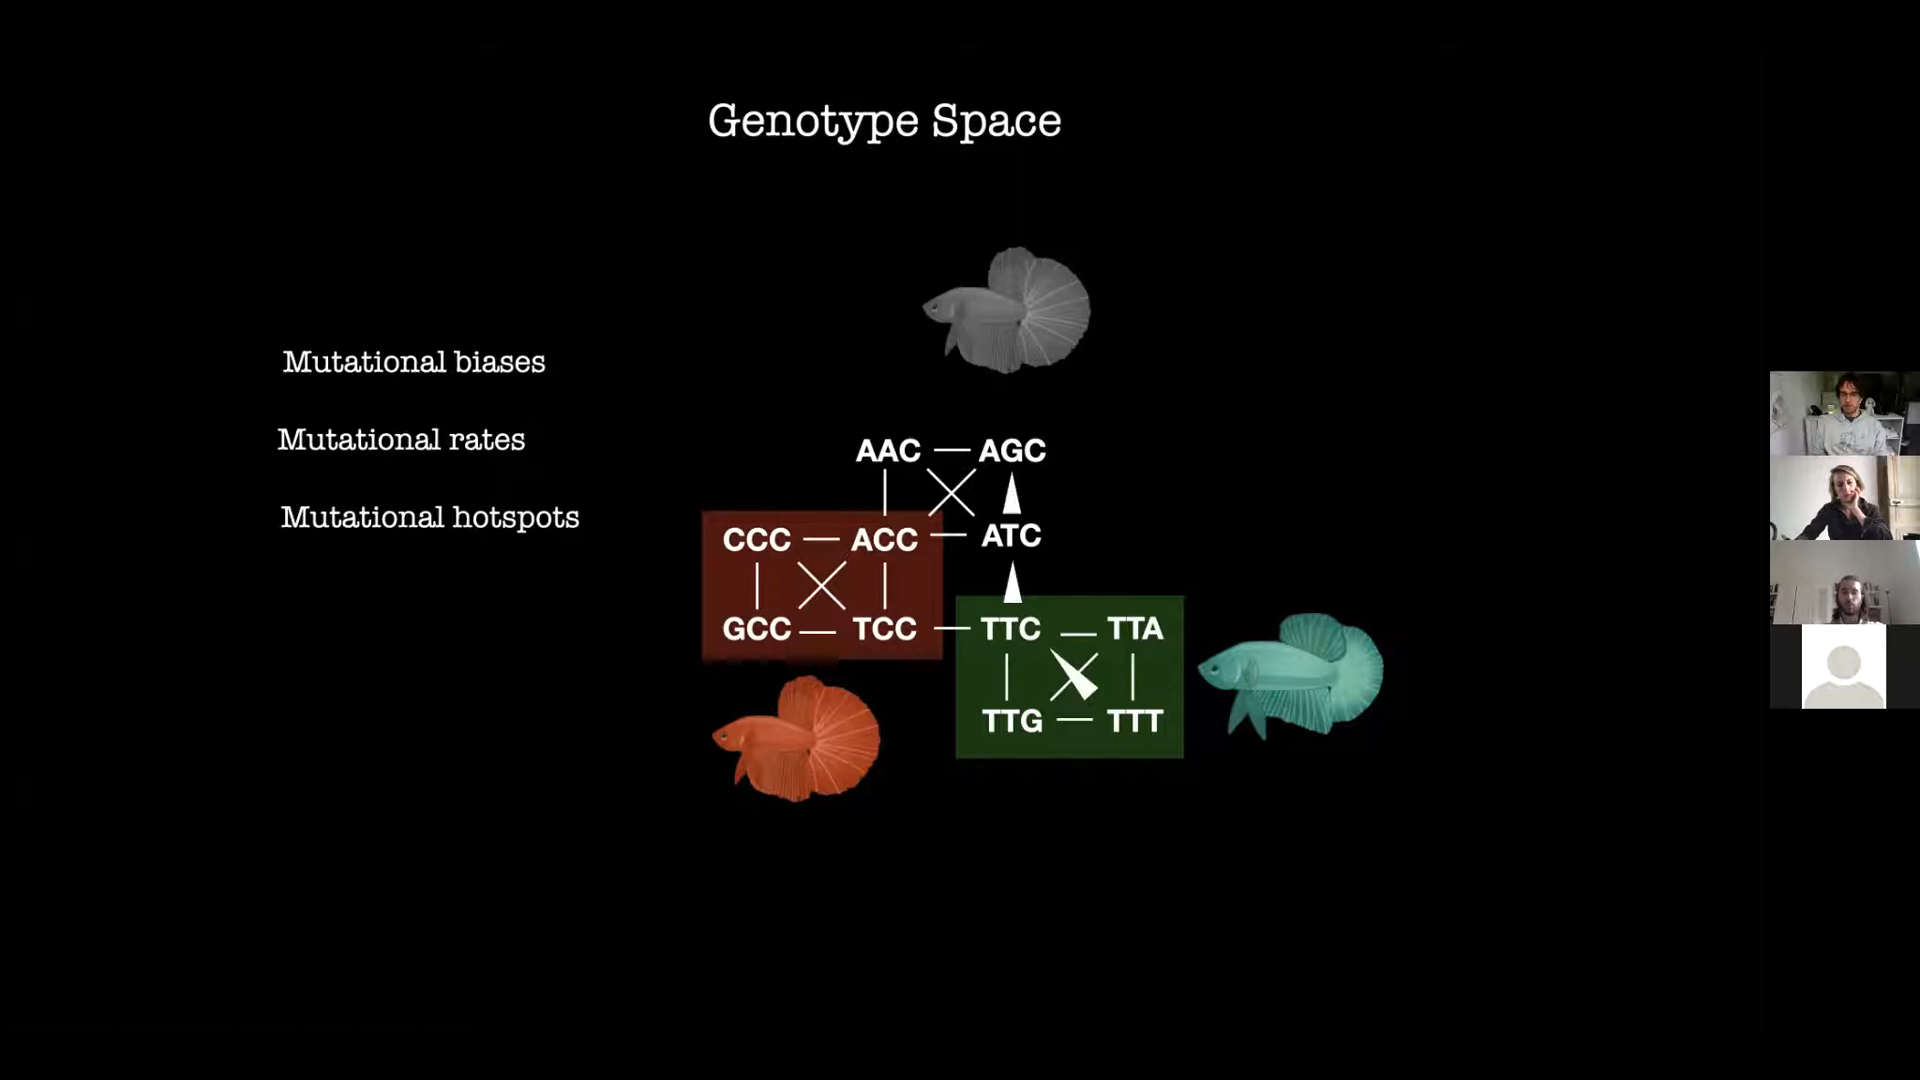 Genotype Space
Mutational biases
Mutational rates
Mutational hotspots
AAC AGC
CCC ACC ATC
GCC TCC TTC TTA
TTG TTT